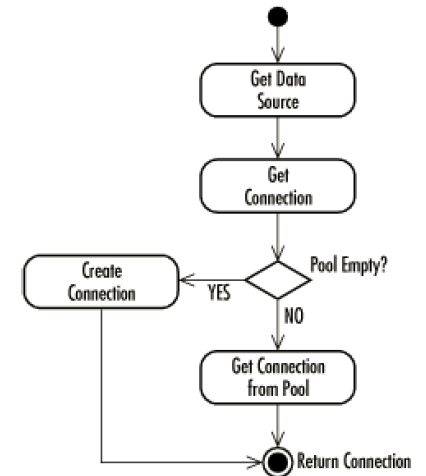 Get Data
Source
Get
Connection
Pool Empty?
Create
Connection
YES
NO
Get Connection
from Pool
Return Connection